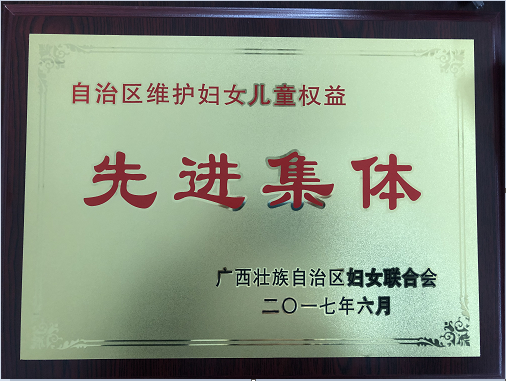 自治区维护妇女儿童权益
先进集体
广西壮族自治区妇女联合会
二〇一七年六月